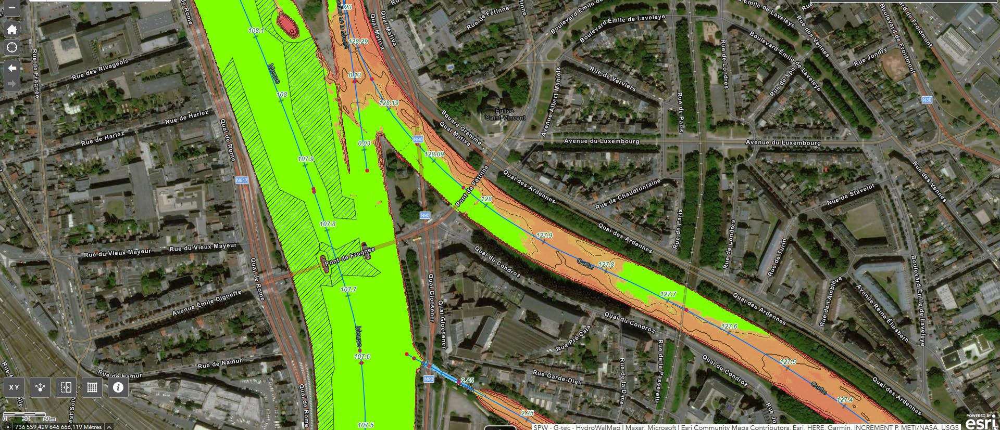 108.1
Meuse
108
107.9
107.8
107.7
Meuse
107.6
107.5
.23
128.29
0.13
128.19
0.03
128.09
128
127.9
Ourthe
127.8
127.7
127.6
127.5
Ourthe
127.4
2.45
2.35
Rue de Fragnée
Rue des Rivageois
Rue de Harlez
Rue de Harlez
Quai de Rome
N617
Rue du Vieux Mayeur
Rue du Vieux Mayeur
Quai de Rome
Avenue Émile Digneffe
Rue de Namur
Rue de Namur
Quai de Rome
Pont de Fragnée
Quai Mativa
Quai Mativa
Rue de Fétinne
Boulevard Émile de Laveleye
Boulevard Émile de Laveleye
Rue de Verviers
Avenue Albert Mahiels
Église
Saint-Vincent
Square Gramme
Quai Mativa
N90
Pont de Fétinne
N90
Avenue du Luxembourg
Avenue du Luxembourg
Rue de Paris
Rue de Londres
Boulevard Émile de Laveleye
Rue des Vennes
Rue Jondry
Boulevard de Froidmont
Rue de Spa
N30
Quai des Ardennes
Rue de Chaudfontaine
Rue de Stavelot
Rue des Vennes
Quai des Ardennes
Rue de Paris
Rue de Londres
Rue de Turin
Quai du Condroz
Quai Gloesener
Quai Gloesener
Rue Pré Caja
Quai du Condroz
Quai des Ardennes
Rue de l'Amblève
Avenue Reine Élisabeth
Boulevard Émile de Laveleye
N90
Rue Garde-Dieu
Rue de la Dîme
Rue de la Passerelle
Quai du Condroz
Quai des Ardennes
X Y
0 30 60m
736 559,429 646 666,119 Mètres
SPW - G-tec - HydroWalMap | Maxar, Microsoft | Esri Community Maps Contributors, Esri, HERE, Garmin, INCREMENT P, METI/NASA, USGS
POWERED BY
esri